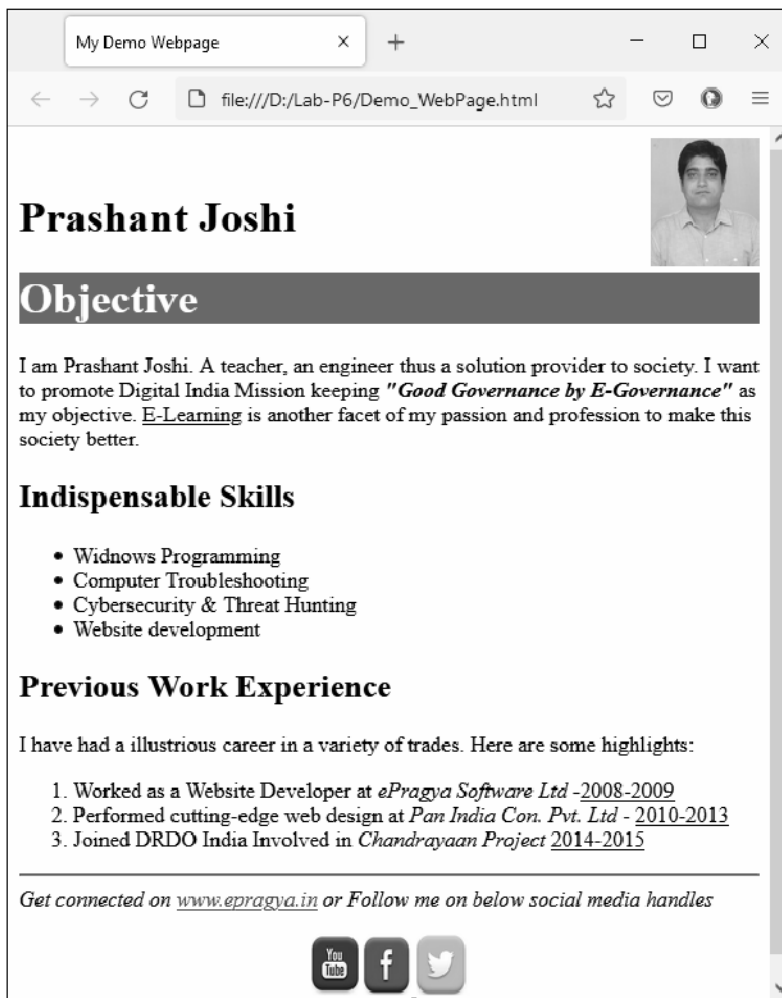 My Demo Webpage
file:///D:/Lab-P6/Demo_WebPage.html
Prashant Joshi
Objective
I am Prashant Joshi. A teacher, an engineer thus a solution provider to society. I want
to promote Digital India Mission keeping "Good Governance by E-Governance" as
my objective. E-Learning is another facet of my passion and profession to make this
society better.
Indispensable Skills
• Widnows Programming
• Computer Troubleshooting
• Cybersecurity & Threat Hunting
• Website development
Previous Work Experience
I have had a illustrious career in a variety of trades. Here are some highlights:
1. Worked as a Website Developer at ePragya Software Ltd -2008-2009
2. Performed cutting-edge web design at Pan India Con. Pvt. Ltd - 2010-2013
3. Joined DRDO India Involved in Chandrayaan Project 2014-2015
Get connected on www.epragya.in or Follow me on below social media handles
You
Tube
f